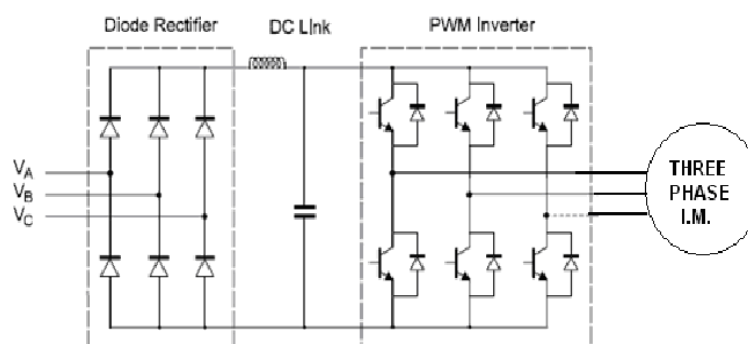 Diode Rectifier
DC Link
PWM Inverter
VA
VB
VC
THREE
PHASE
I.M.